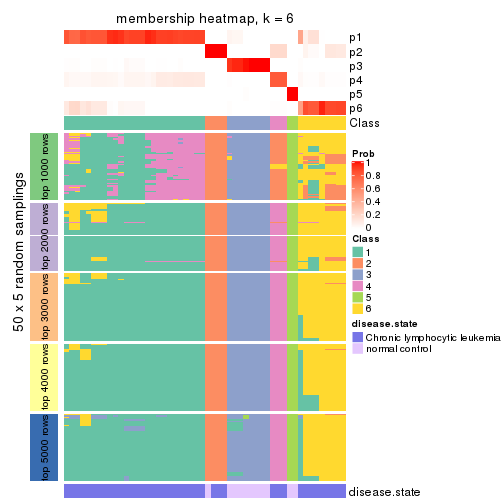 membership heatmap, k = 6
p1
p2
p3
p4
p5
p6
Class
50 x 5 random samplings
top 1000 rows
top 2000 rows
top 3000 rows
top 4000 rows
top 5000 rows
Prob
1
0.8
0.6
0.4
0.2
0
Class
1
2
3
4
5
6
disease.state
Chronic lymphocytic leukemia
normal control
disease.state